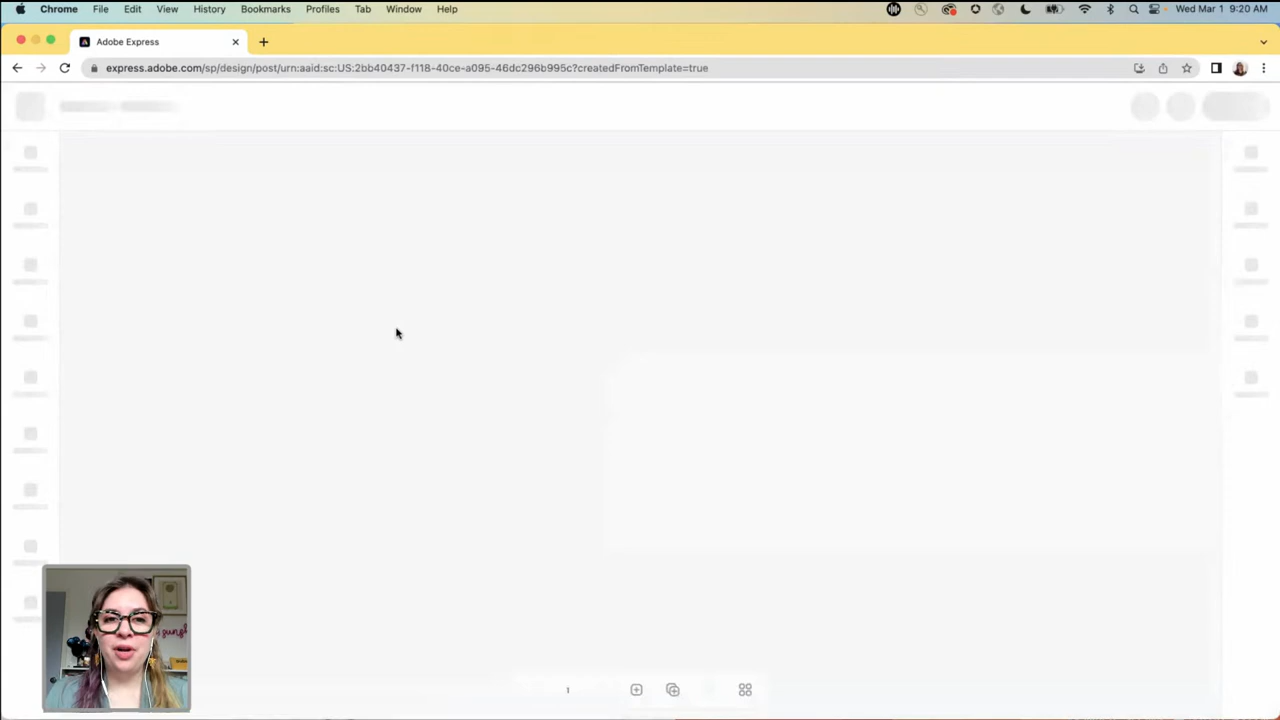 Chrome File Edit View History Bookmarks Profiles Tab Window Help Wed Mar 1 9:20 AM
Adobe Express
express.adobe.com/sp/design/post/urn:aaid:sc:US:2bb40437-f118-40ce-a095-46dc296b995c?createdFromTemplate=true
1